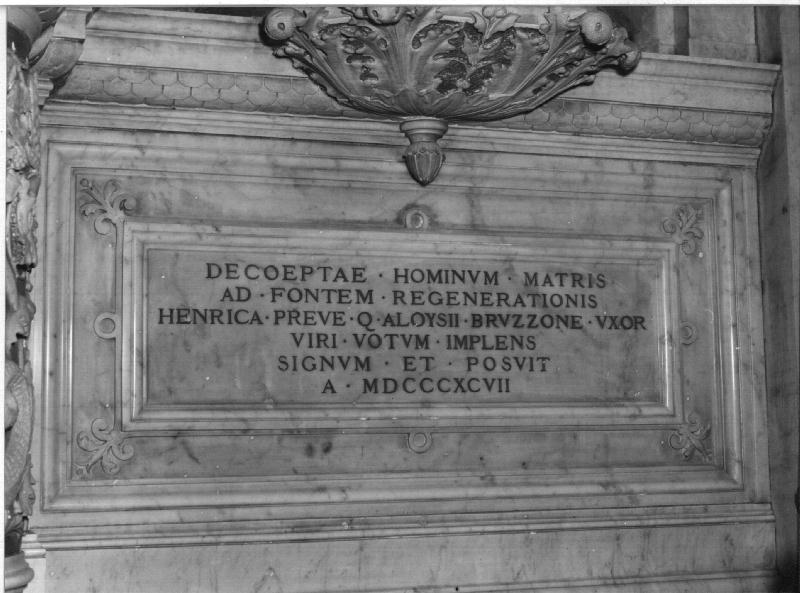 DECOEPTAE · HOMINVM · MATRIS
AD · FONTEM · REGENERATIONIS
HENRICA · PREVE · Q · ALOYSII · BRVZZONE · VXOR
VIRI · VOTVM · IMPLENS
SIGNVM · ET · POSVIT
A · MDCCCXCVII